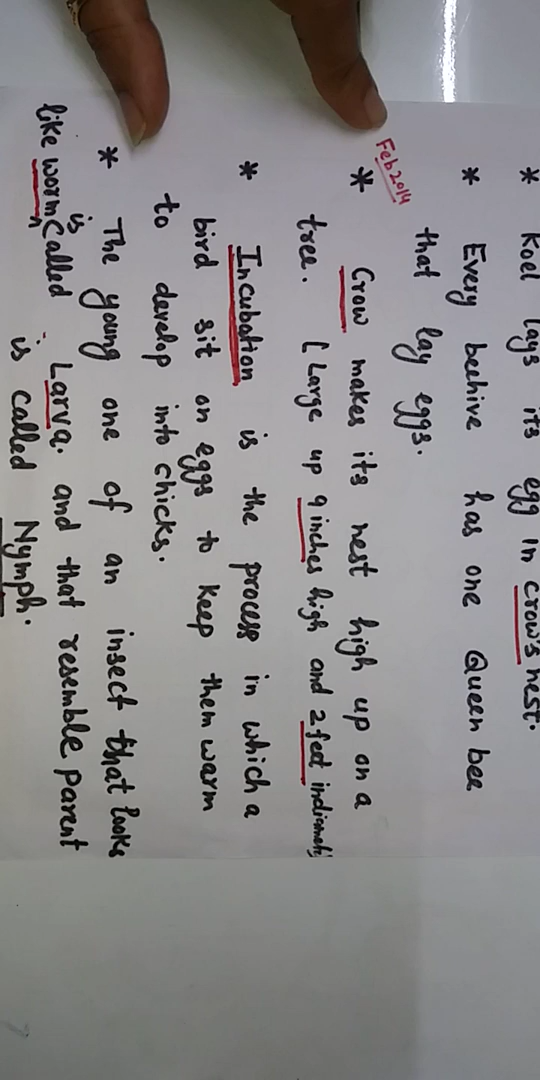 * Koel lays its egg in crow's nest.
* Every beehive has one Queen bee
that lay eggs.
Feb 2014
* Crow makes its nest high up on a
tree. [Large up 9 inches high and 2 feet in
* Incubation is the process in which a
bird sit on eggs to keep them warm
to develop into chicks.
* The young one of an insect that looks
like worm is called Larva. and that resemble parent
is called Nymph.